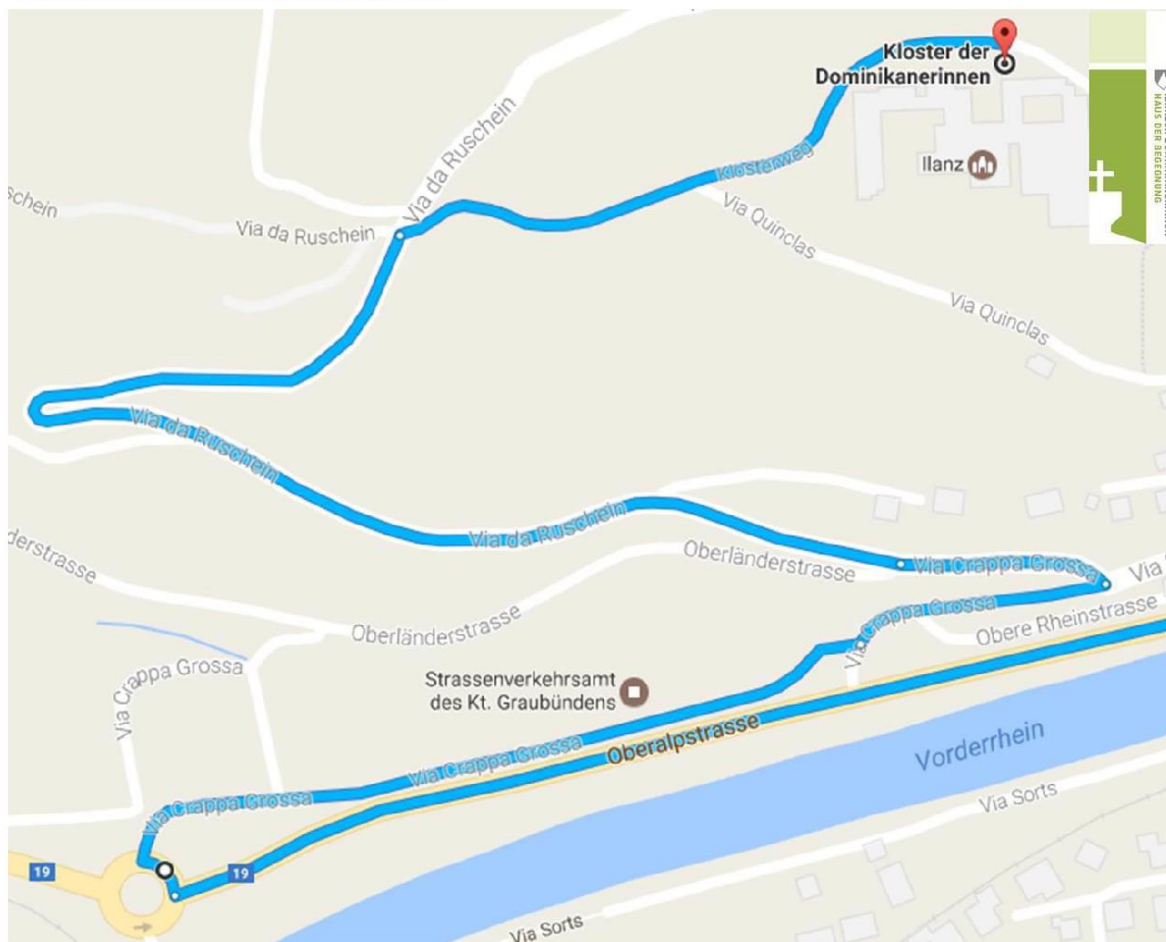 Kloster der
Dominikanerinnen
HAUS DER BEGEGNUNG
Via da Ruschein
Klosterweg
Ilanz
schein
Via da Ruschein
Via Quinclas
Via Quinclas
Via da Ruschein
Via da Ruschein
Oberländerstrasse
Via Crappa Grossa
Via
derstrasse
Via Crappa Grossa
Obere Rheinstrasse
Oberländerstrasse
Via Crappa Grossa
Via Crappa Grossa
Strassenverkehrsamt
des Kt. Graubündens
Oberalpstrasse
Via Crappa Grossa
Vorderrhein
Via Crappa Grossa
Via Sorts
19
19
Via Sorts